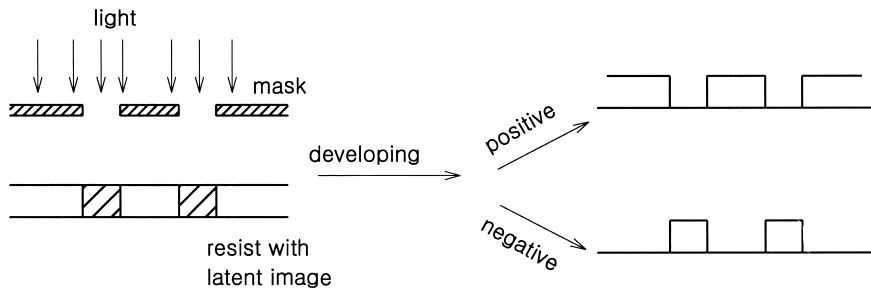 light
mask
developing
resist with
latent image
positive
negative